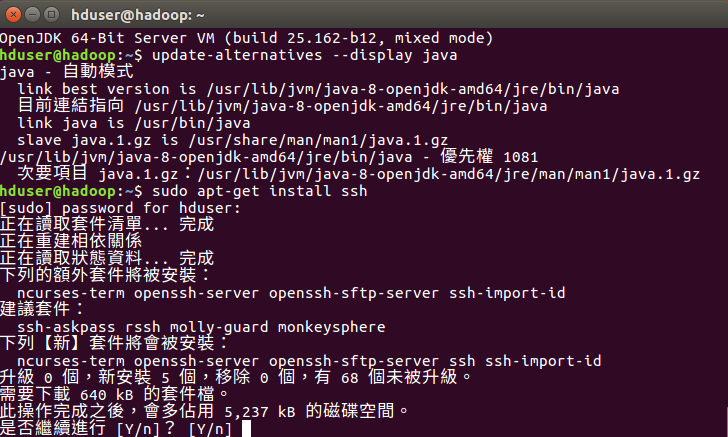 hduser@hadoop: ~
OpenJDK 64-Bit Server VM (build 25.162-b12, mixed mode)
hduser@hadoop:~$ update-alternatives --display java
java - 自動模式
  link best version is /usr/lib/jvm/java-8-openjdk-amd64/jre/bin/java
  目前連結指向 /usr/lib/jvm/java-8-openjdk-amd64/jre/bin/java
  link java is /usr/bin/java
  slave java.1.gz is /usr/share/man/man1/java.1.gz
/usr/lib/jvm/java-8-openjdk-amd64/jre/bin/java - 優先權 1081
  次要項目 java.1.gz：/usr/lib/jvm/java-8-openjdk-amd64/jre/man/man1/java.1.gz
hduser@hadoop:~$ sudo apt-get install ssh
[sudo] password for hduser:
正在讀取套件清單... 完成
正在重建相依關係
正在讀取狀態資料... 完成
下列的額外套件將被安裝：
  ncurses-term openssh-server openssh-sftp-server ssh-import-id
建議套件：
  ssh-askpass rssh molly-guard monkeysphere
下列【新】套件將會被安裝：
  ncurses-term openssh-server openssh-sftp-server ssh ssh-import-id
升級 0 個，新安裝 5 個，移除 0 個，有 68 個未被升級。
需要下載 640 kB 的套件檔。
此操作完成之後，會多佔用 5,237 kB 的磁碟空間。
是否繼續進行 [Y/n]？ [Y/n]